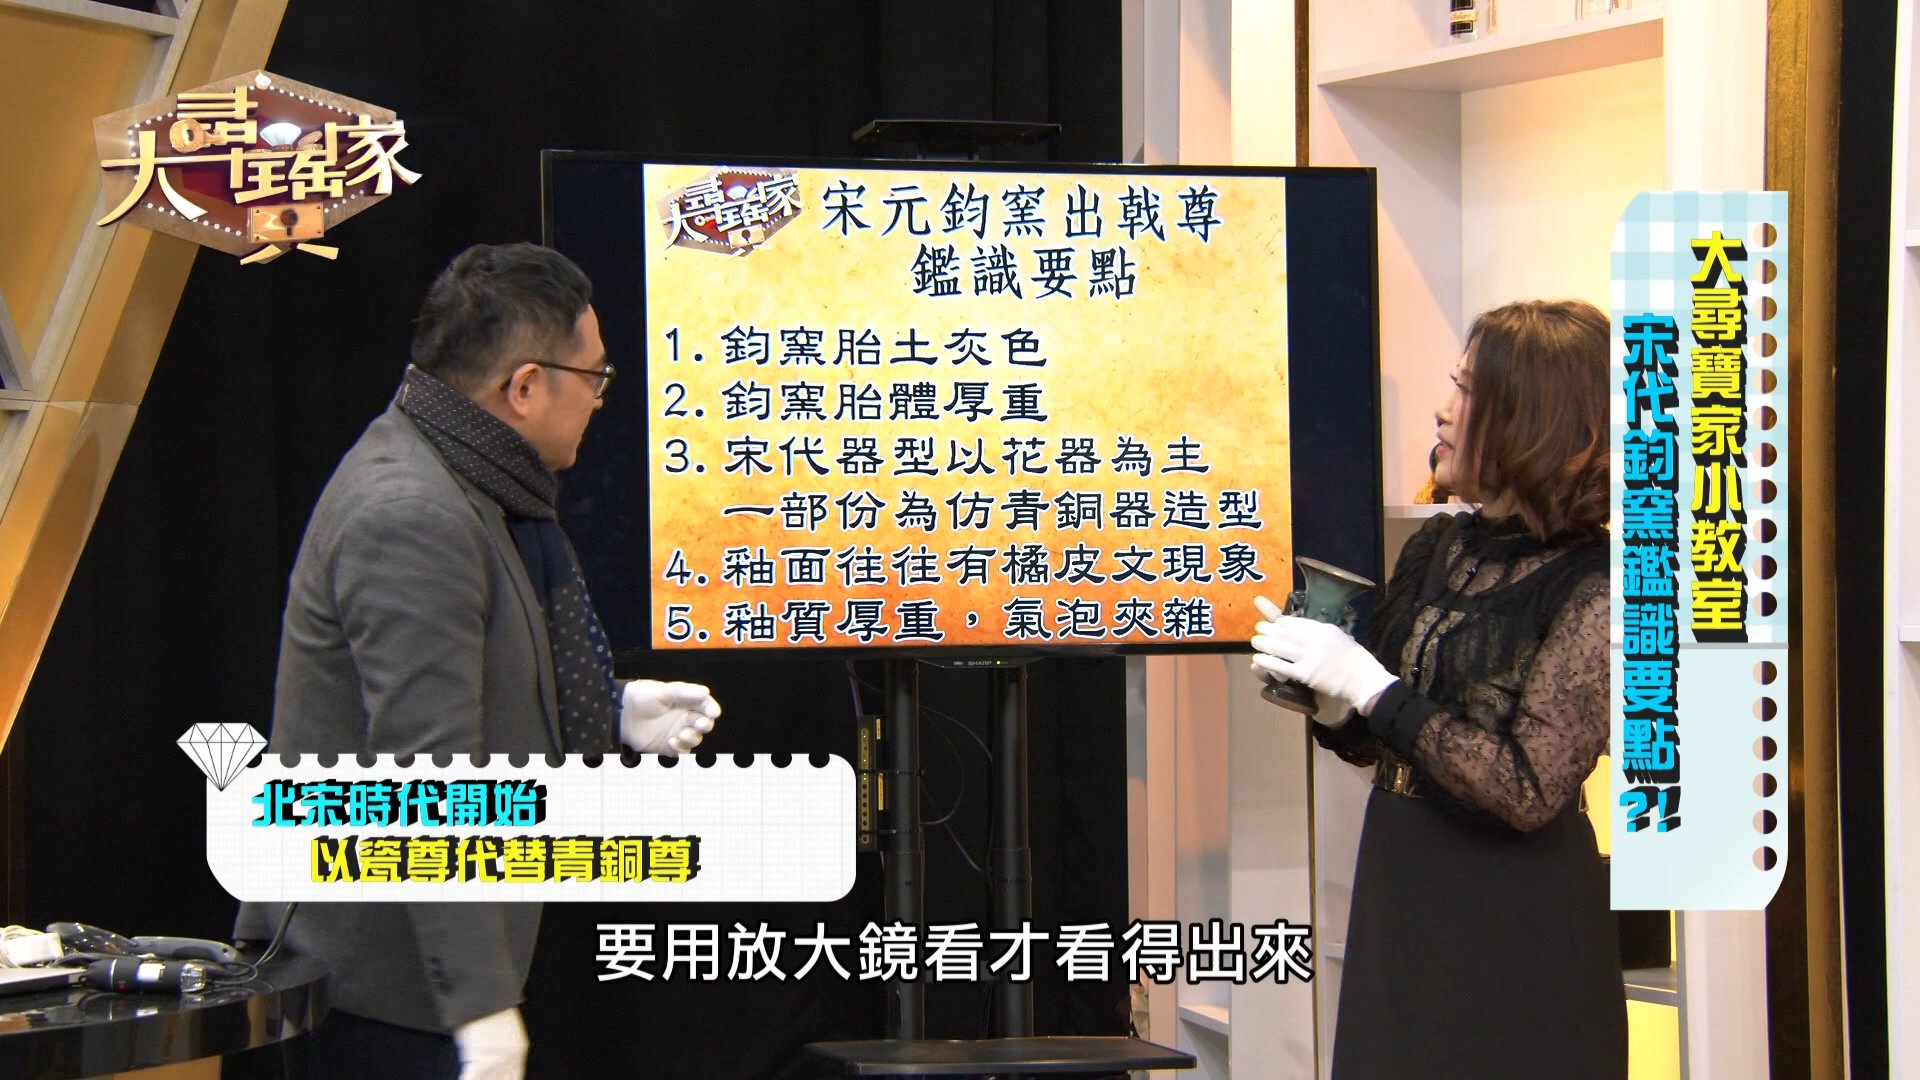 大尋寶家
大尋寶家
宋元鈞窯出戟尊
鑑識要點
1.鈞窯胎土灰色
2.鈞窯胎體厚重
3.宋代器型以花器為主
一部份為仿青銅器造型
4.釉面往往有橘皮文現象
5.釉質厚重，氣泡夾雜
SHARP
大尋寶家小教室
宋代鈞窯鑑識要點?!
北宋時代開始
以瓷尊代替青銅尊
要用放大鏡看才看得出來